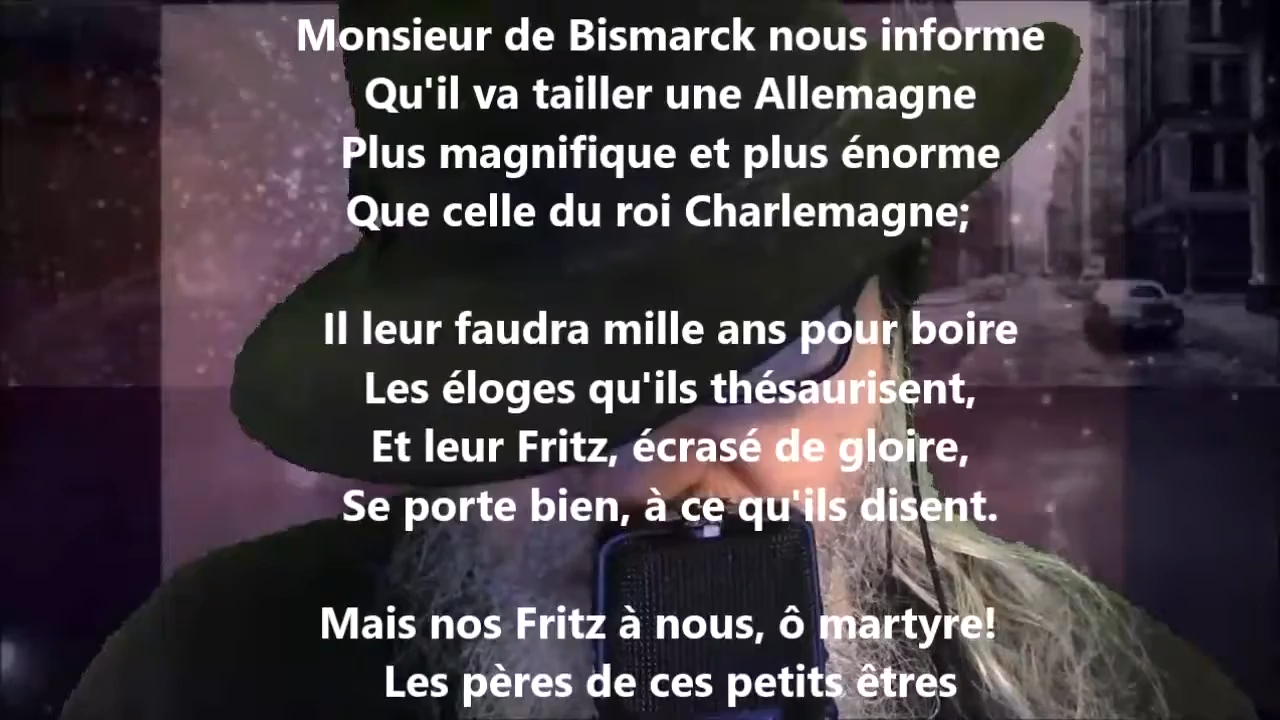 Monsieur de Bismarck nous informe
Qu'il va tailler une Allemagne
Plus magnifique et plus énorme
Que celle du roi Charlemagne;
Il leur faudra mille ans pour boire
Les éloges qu'ils thésaurisent,
Et leur Fritz, écrasé de gloire,
Se porte bien, à ce qu'ils disent.
Mais nos Fritz à nous, ô martyre!
Les pères de ces petits êtres